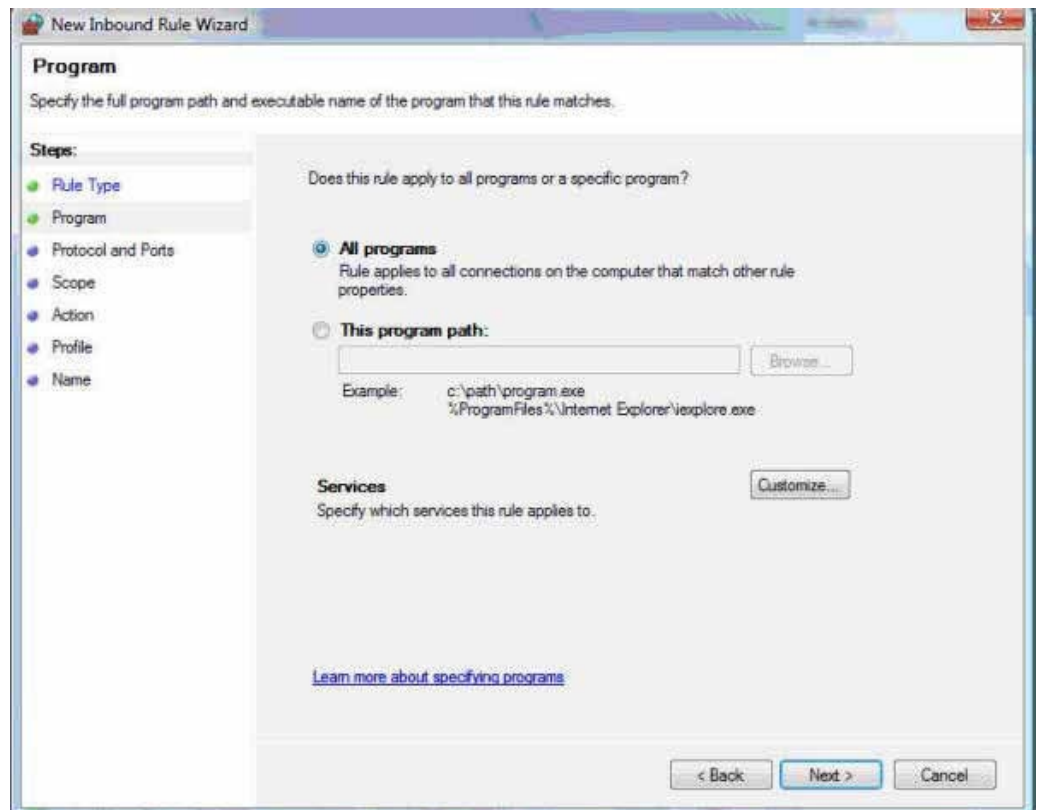 New Inbound Rule Wizard
Program
Specify the full program path and executable name of the program that this rule matches.
Steps:
Rule Type
Program
Protocol and Ports
Scope
Action
Profile
Name
Does this rule apply to all programs or a specific program?
All programs
Rule applies to all connections on the computer that match other rule
properties.
This program path:
Browse...
Example: c:\path\program.exe
%ProgramFiles%\Internet Explorer\iexplore.exe
Services
Customize...
Specify which services this rule applies to.
Learn more about specifying programs
< Back Next > Cancel